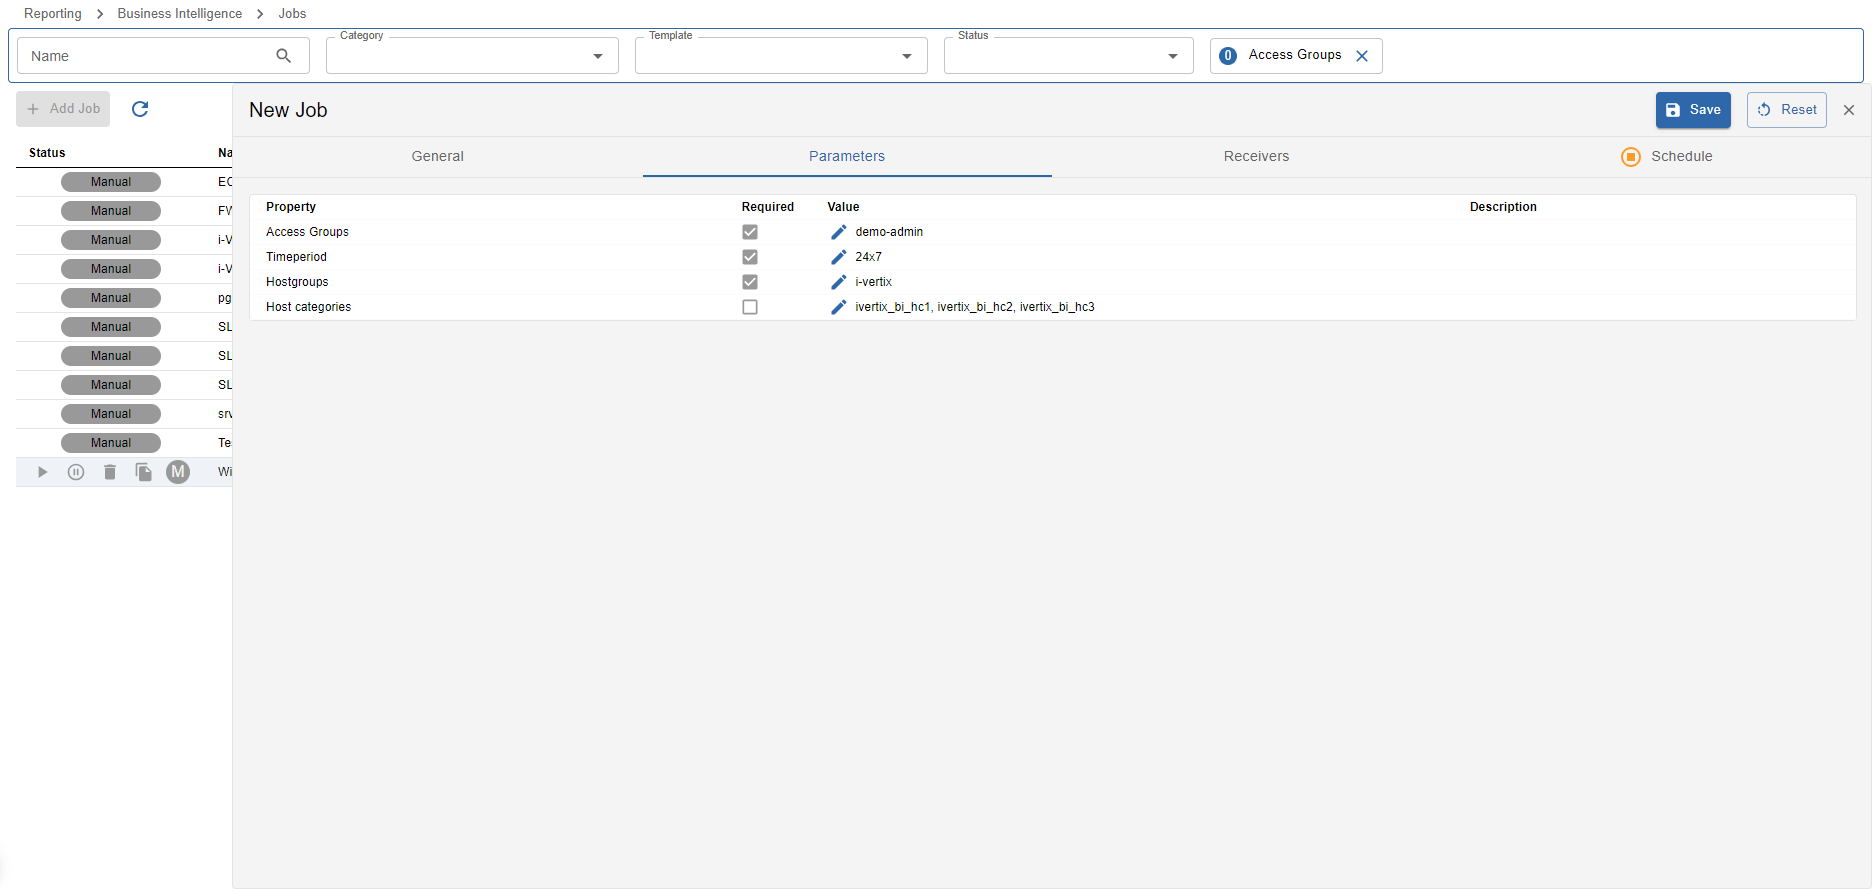 Reporting > Business Intelligence > Jobs
Category Template Status
Name 0 Access Groups
+ Add Job New Job Save Reset
General Parameters Receivers Schedule
Status Na
Manual EC
Manual FW
Manual i-V
Manual i-V
Manual pg
Manual SL
Manual SL
Manual SL
Manual srv
Manual Te
M Wi
Property Required Value Description
Access Groups demo-admin
Timeperiod 24x7
Hostgroups i-vertix
Host categories ivertix_bi_hc1, ivertix_bi_hc2, ivertix_bi_hc3